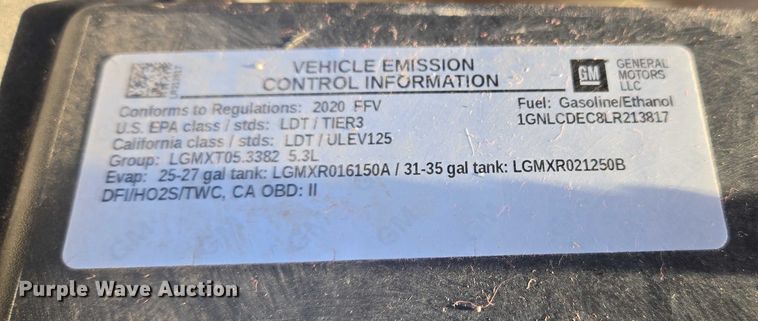 VEHICLE EMISSION
CONTROL INFORMATION
GM
GENERAL
MOTORS
LLC
Conforms to Regulations: 2020 FFV
Fuel: Gasoline/Ethanol
U.S. EPA class / stds: LDT / TIER3
1GNLCDEC8LR213817
California class / stds: LDT / ULEV125
Group: LGMXT05.3382 5.3L
Evap: 25-27 gal tank: LGMXR016150A / 31-35 gal tank: LGMXR021250B
DFI/HO2S/TWC, CA OBD: II
Purple Wave Auction